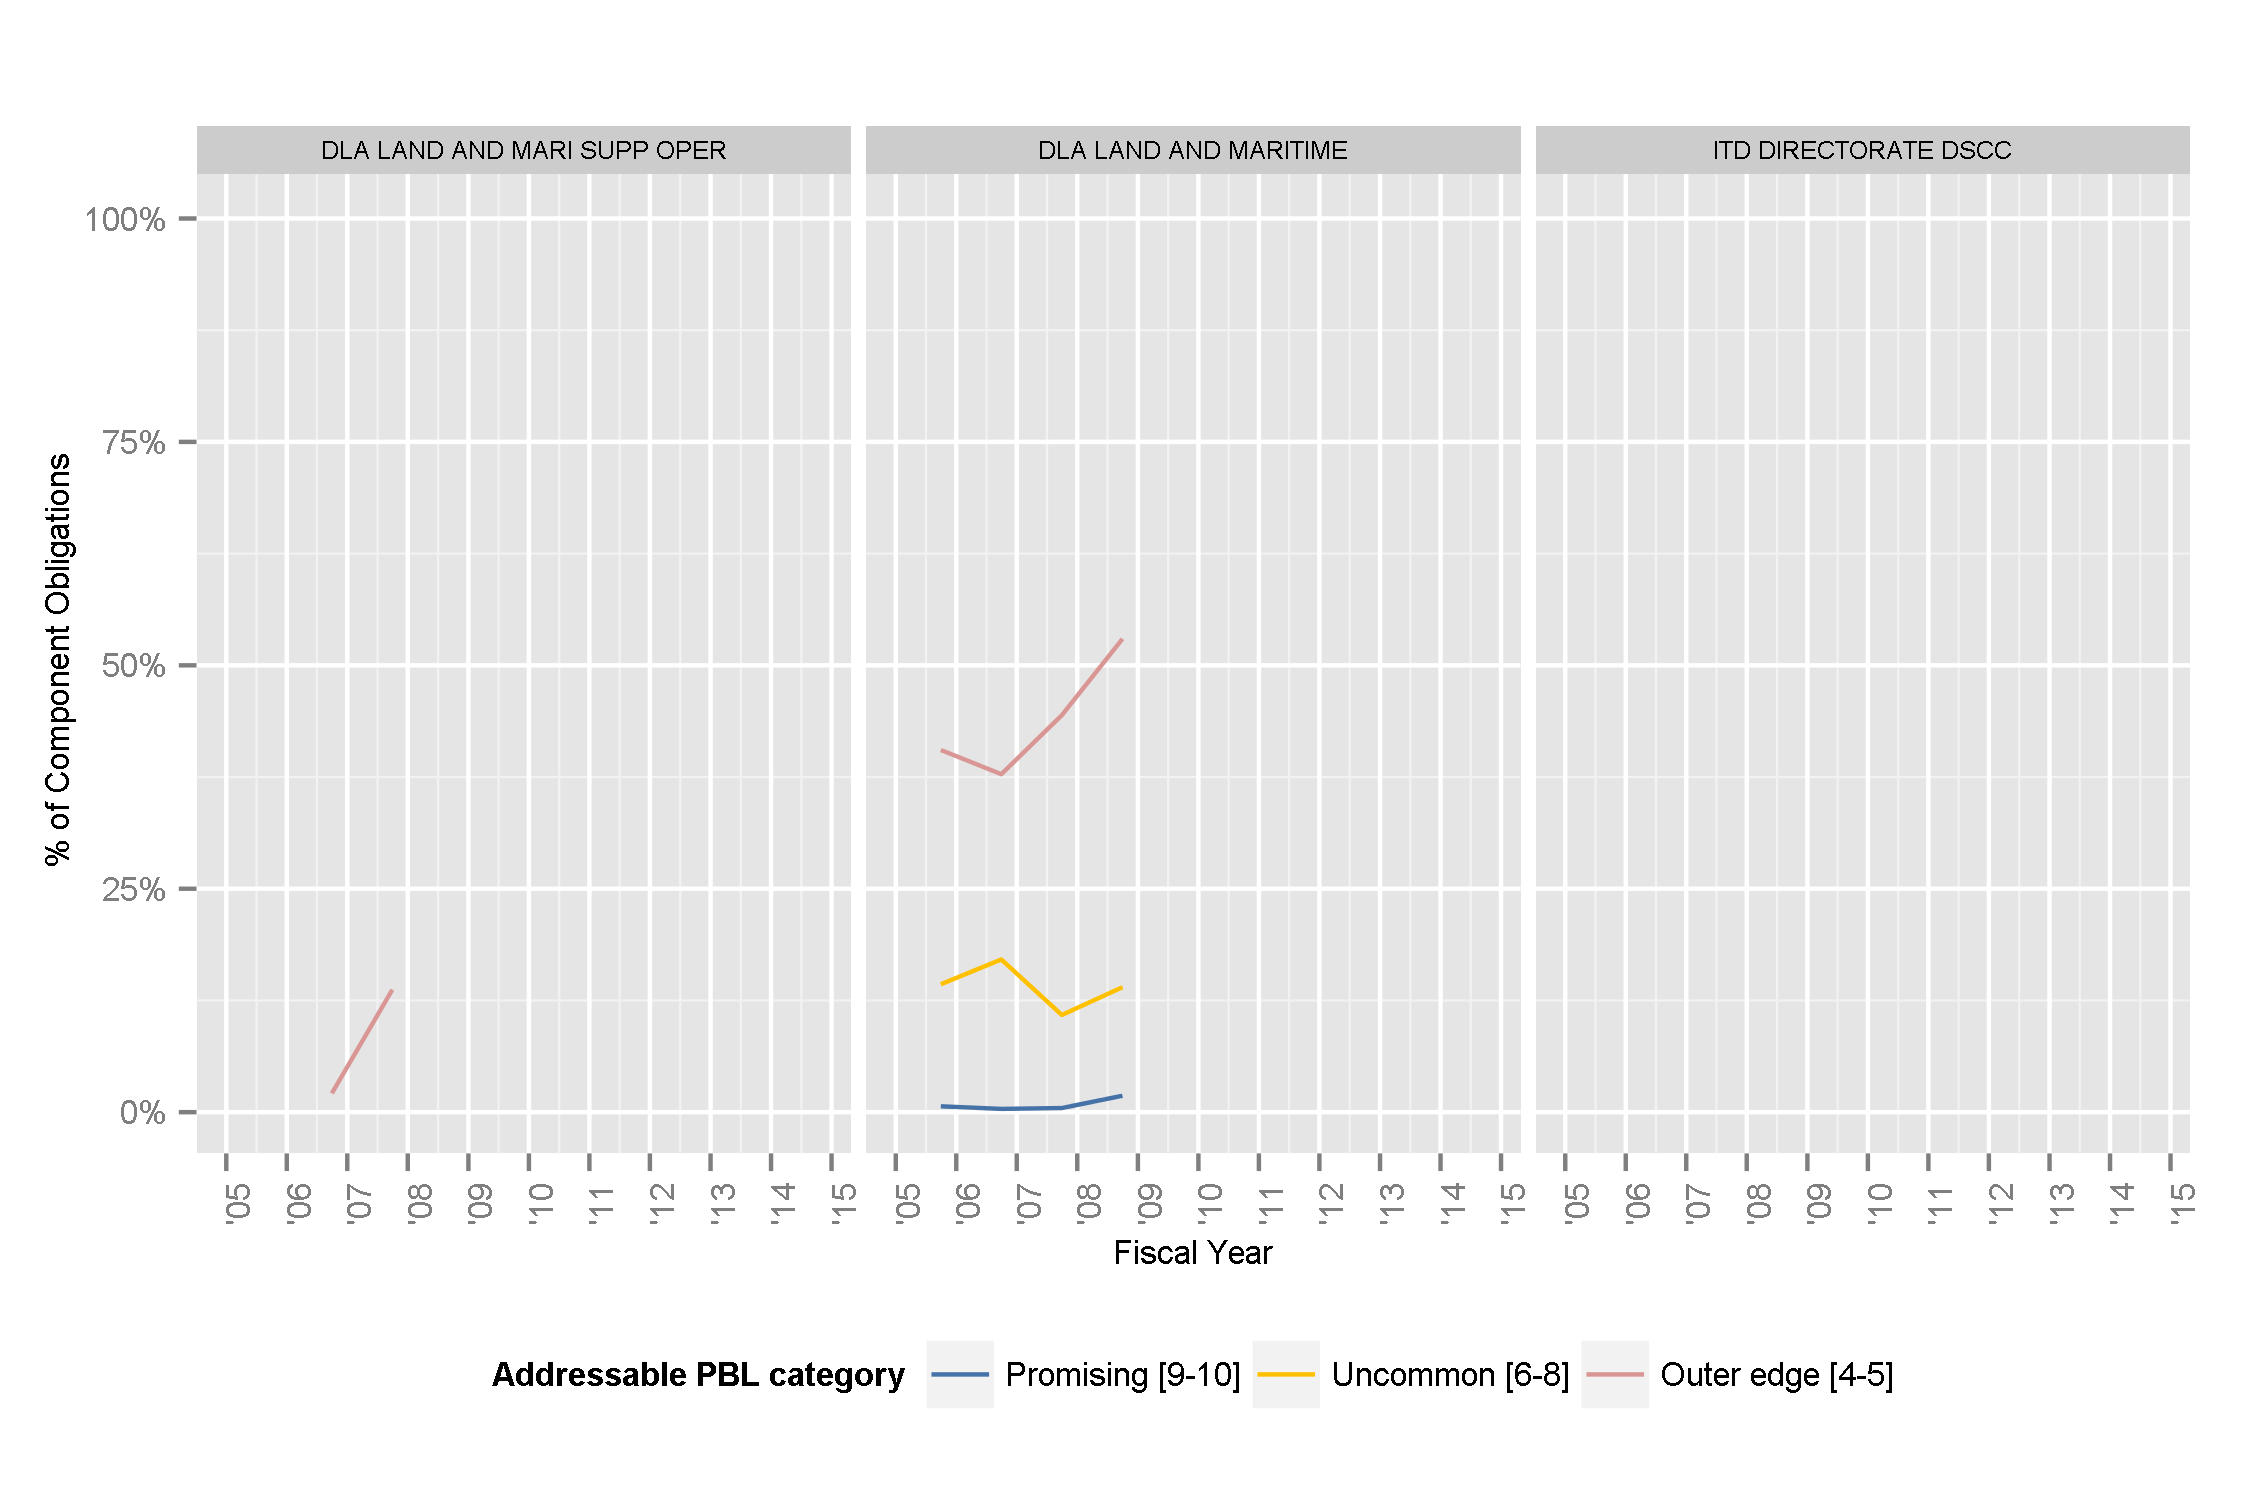 DLA LAND AND MARI SUPP OPER
DLA LAND AND MARITIME
ITD DIRECTORATE DSCC
% of Component Obligations
100%
75%
50%
25%
0%
'05 '06 '07 '08 '09 '10 '11 '12 '13 '14 '15
'05 '06 '07 '08 '09 '10 '11 '12 '13 '14 '15
'05 '06 '07 '08 '09 '10 '11 '12 '13 '14 '15
Fiscal Year
Addressable PBL category Promising [9-10] Uncommon [6-8] Outer edge [4-5]